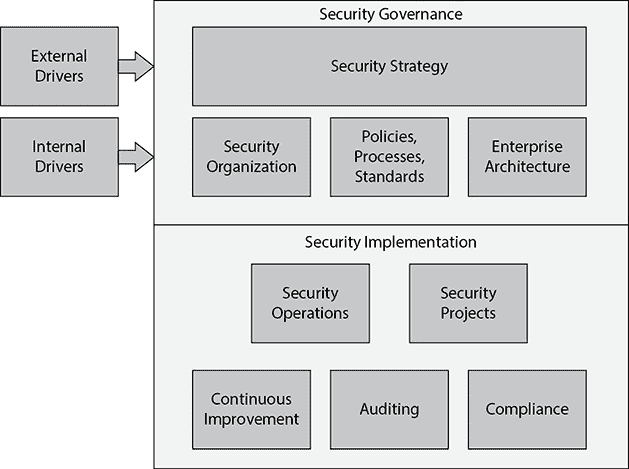 Security Governance
External
Drivers
Security Strategy
Internal
Drivers
Security
Organization
Policies,
Processes,
Standards
Enterprise
Architecture
Security Implementation
Security
Operations
Security
Projects
Continuous
Improvement
Auditing
Compliance